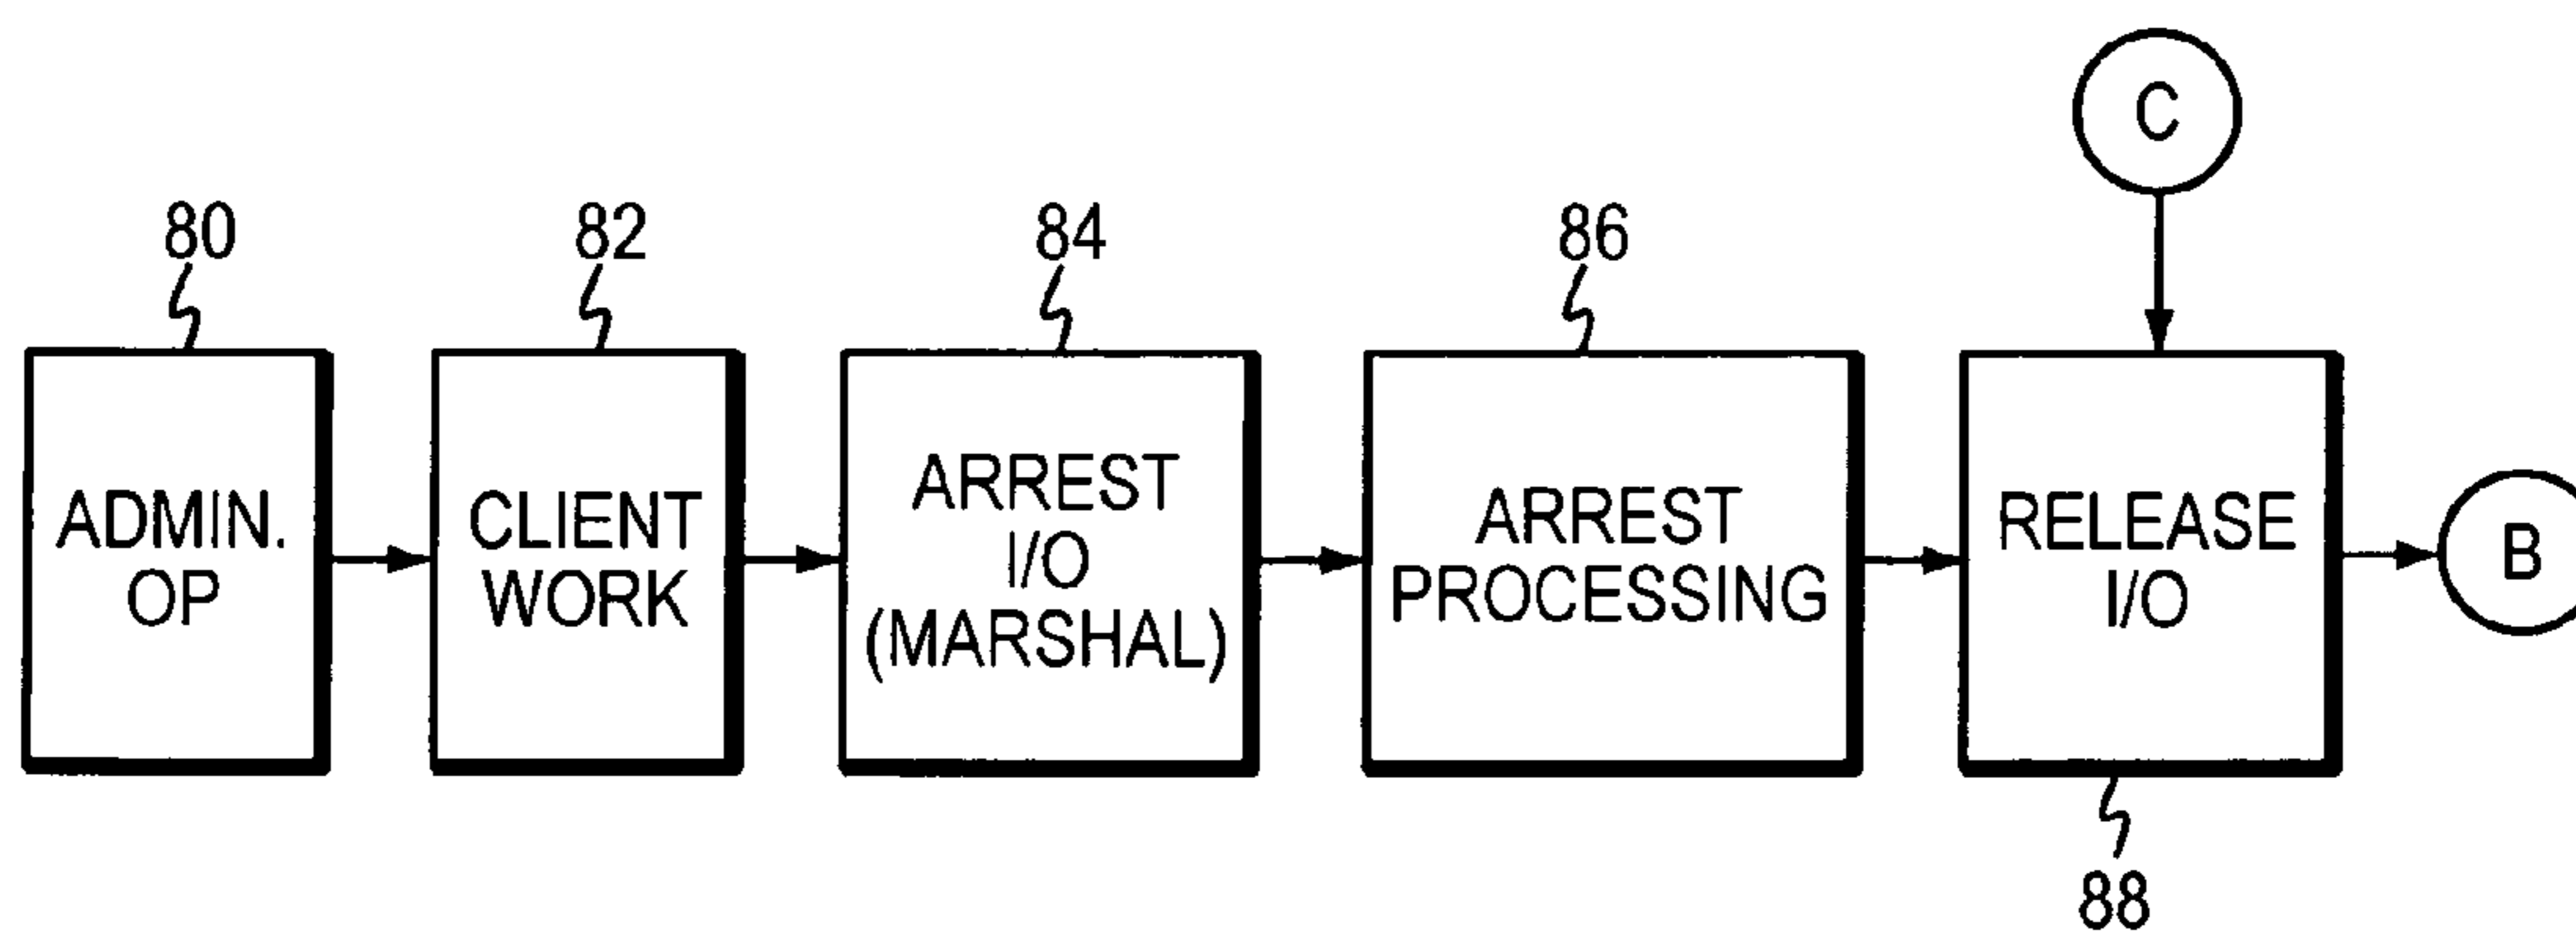 C
80
82
84
86
ADMIN.
OP
CLIENT
WORK
ARREST
I/O
(MARSHAL)
ARREST
PROCESSING
RELEASE
I/O
B
88